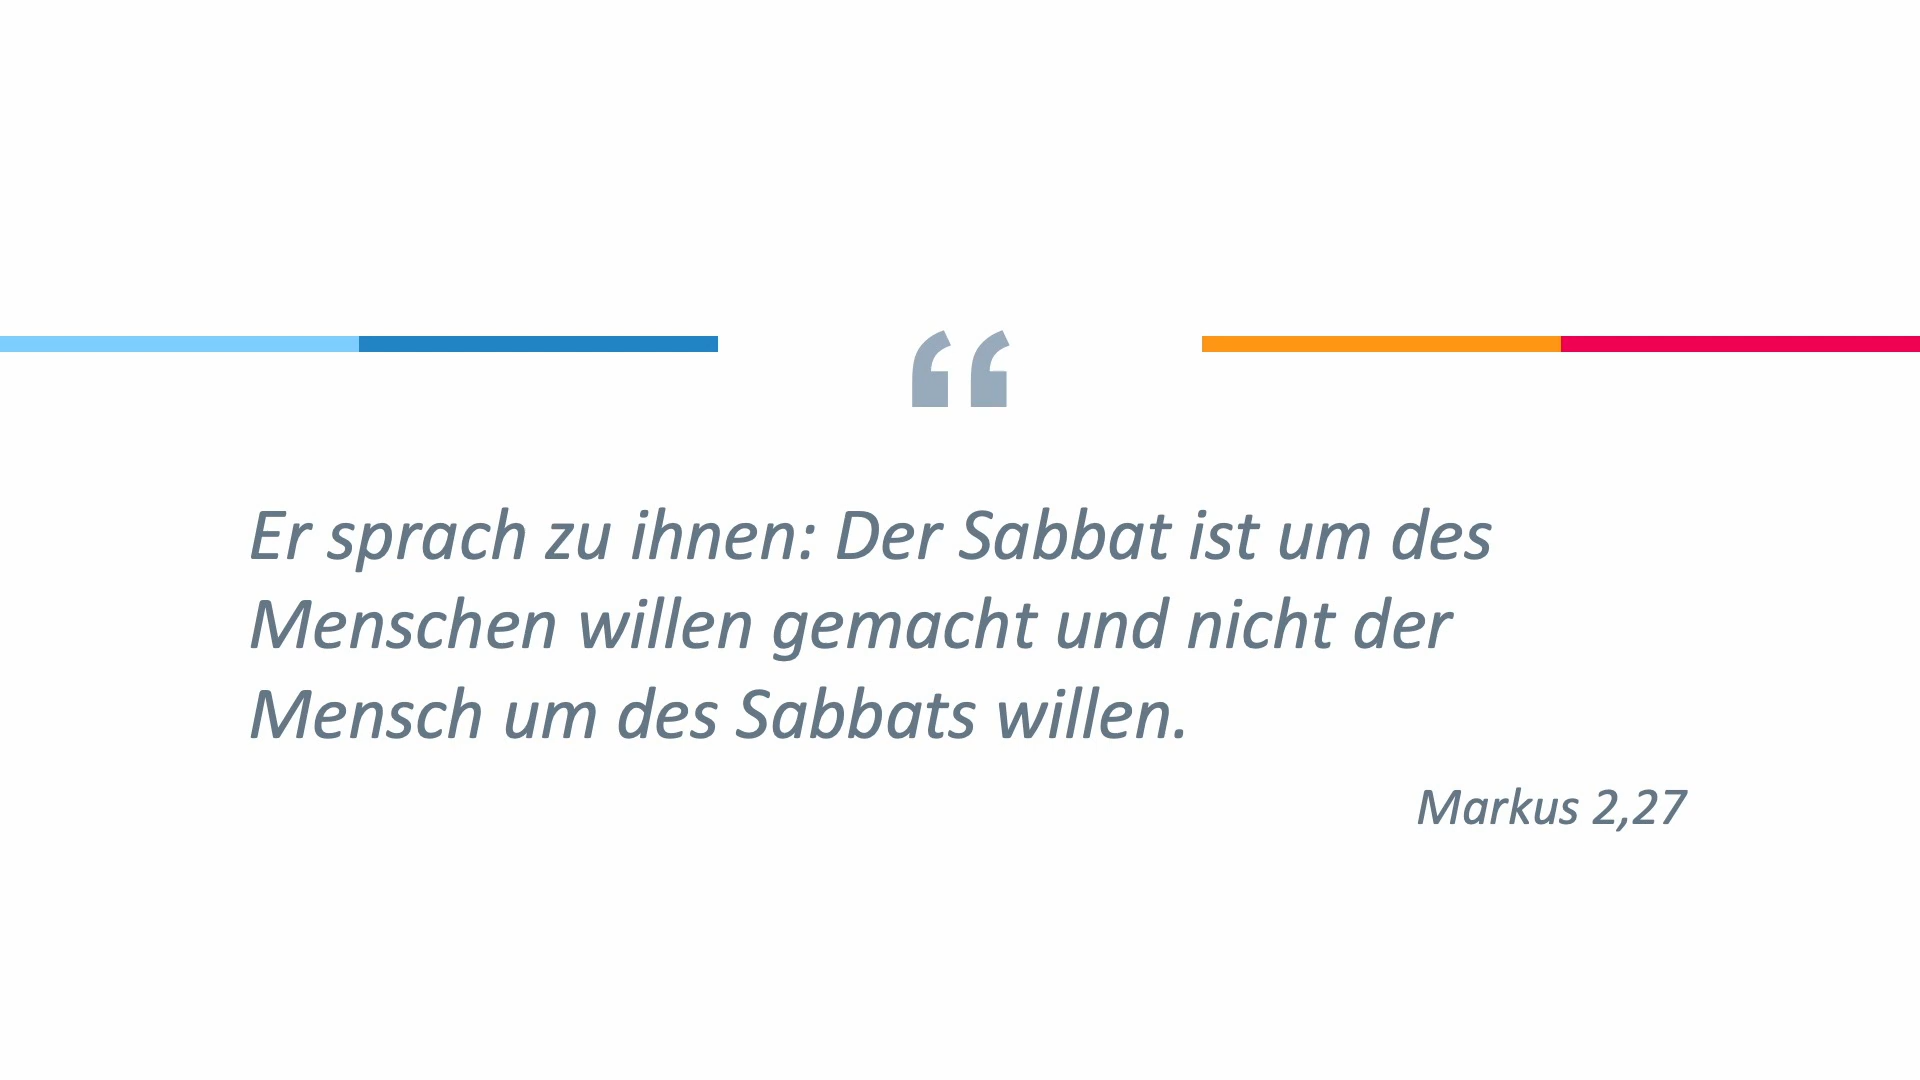 “
Er sprach zu ihnen: Der Sabbat ist um des
Menschen willen gemacht und nicht der
Mensch um des Sabbats willen.
Markus 2,27